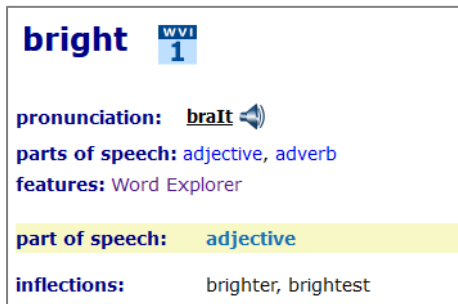 bright WVI 1
pronunciation: braIt
parts of speech: adjective, adverb
features: Word Explorer
part of speech: adjective
inflections: brighter, brightest